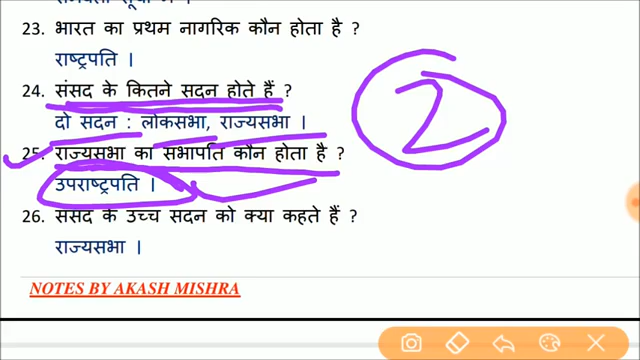 23. भारत का प्रथम नागरिक कौन होता है ?
राष्ट्रपति ।
24. संसद के कितने सदन होते हैं ?
दो सदन : लोकसभा, राज्यसभा ।
25. राज्यसभा का सभापति कौन होता है ?
उपराष्ट्रपति ।
26. संसद के उच्च सदन को क्या कहते हैं ?
राज्यसभा ।
2
NOTES BY AKASH MISHRA